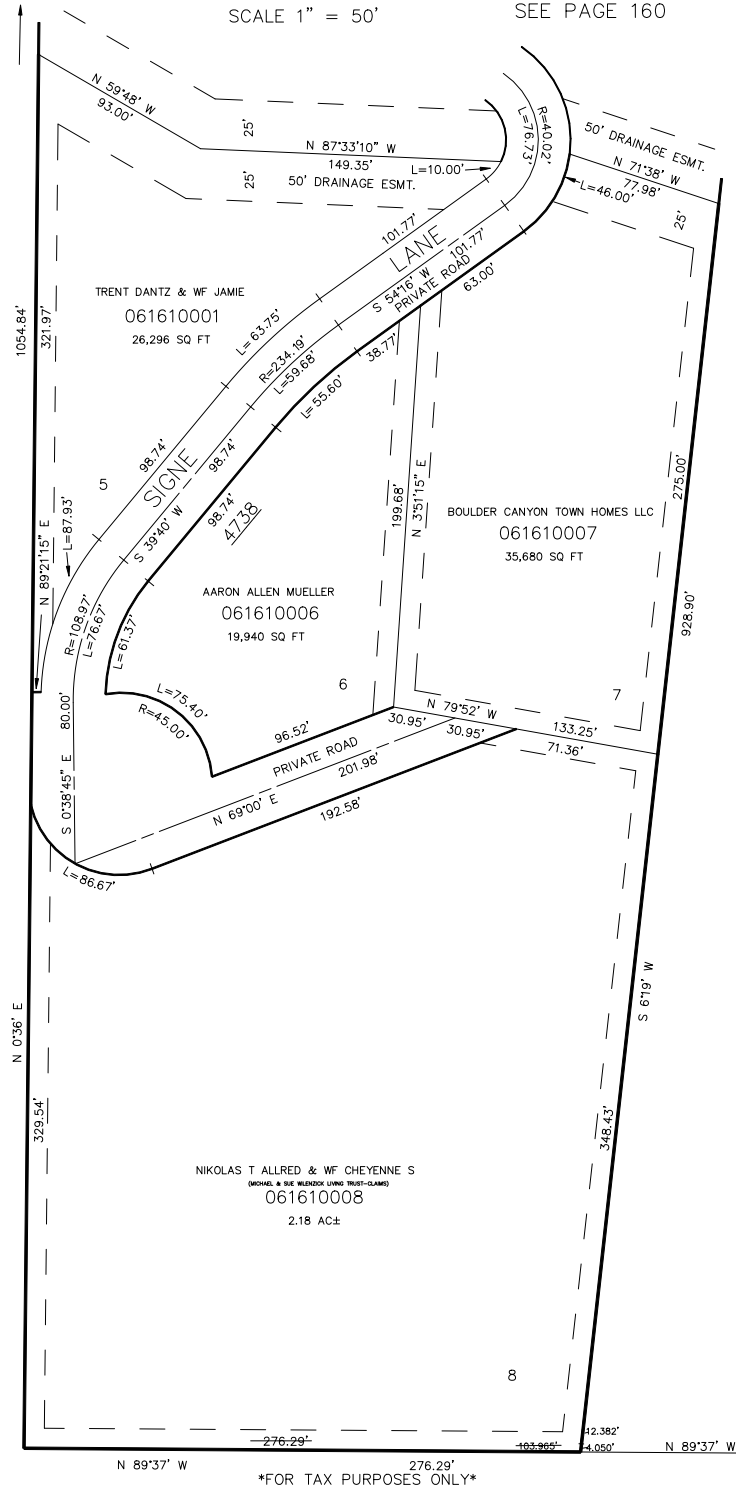 SCALE 1" = 50'
SEE PAGE 160
N 59°48' W
93.00'
25'
N 87°33'10" W
149.35'
25'
50' DRAINAGE ESMT.
L=10.00'
R=40.02'
L=76.73'
50' DRAINAGE ESMT.
N 71°38' W
77.98'
L=46.00'
25'
101.77'
LANE
S 54°16' W
101.77'
PRIVATE ROAD
63.00'
TRENT DANTZ & WF JAMIE
061610001
26,296 SQ FT
1054.84'
321.97'
L= 63.75'
R=234.19'
L=59.68'
38.77'
L=55.60'
98.74'
SIGNE
98.74'
98.74'
4738
5
S 39°40' W
199.68'
N 3°51'15" E
275.00'
BOULDER CANYON TOWN HOMES LLC
061610007
35,680 SQ FT
L=87.93'
N 89°21'15" E
AARON ALLEN MUELLER
061610006
19,940 SQ FT
928.90'
R=108.97'
L=76.67'
L=61.37'
L=75.40'
R=45.00'
6
7
80.00'
S 0°38'45" E
96.52'
N 79°52' W
30.95'
30.95'
133.25'
71.36'
PRIVATE ROAD
201.98'
N 69°00' E
192.58'
L=86.67'
N 0°36' E
S 6°19' W
329.54'
348.43'
NIKOLAS T ALLRED & WF CHEYENNE S
(MICHAEL & SUE WLENZICK LIVING TRUST-CLAIMS)
061610008
2.18 AC±
8
276.29'
103.965'
12.382'
4.050'
N 89°37' W
N 89°37' W
276.29'
*FOR TAX PURPOSES ONLY*